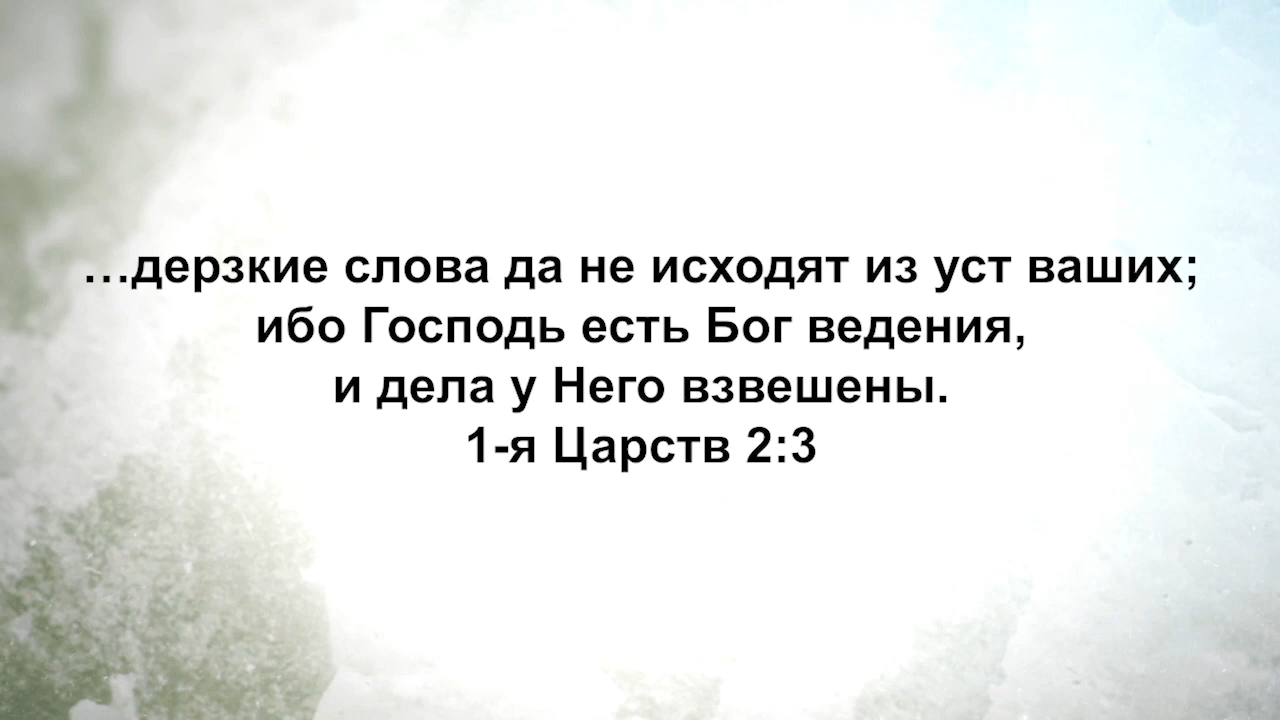 …дерзкие слова да не исходят из уст ваших;
ибо Господь есть Бог ведения,
и дела у Него взвешены.
1-я Царств 2:3